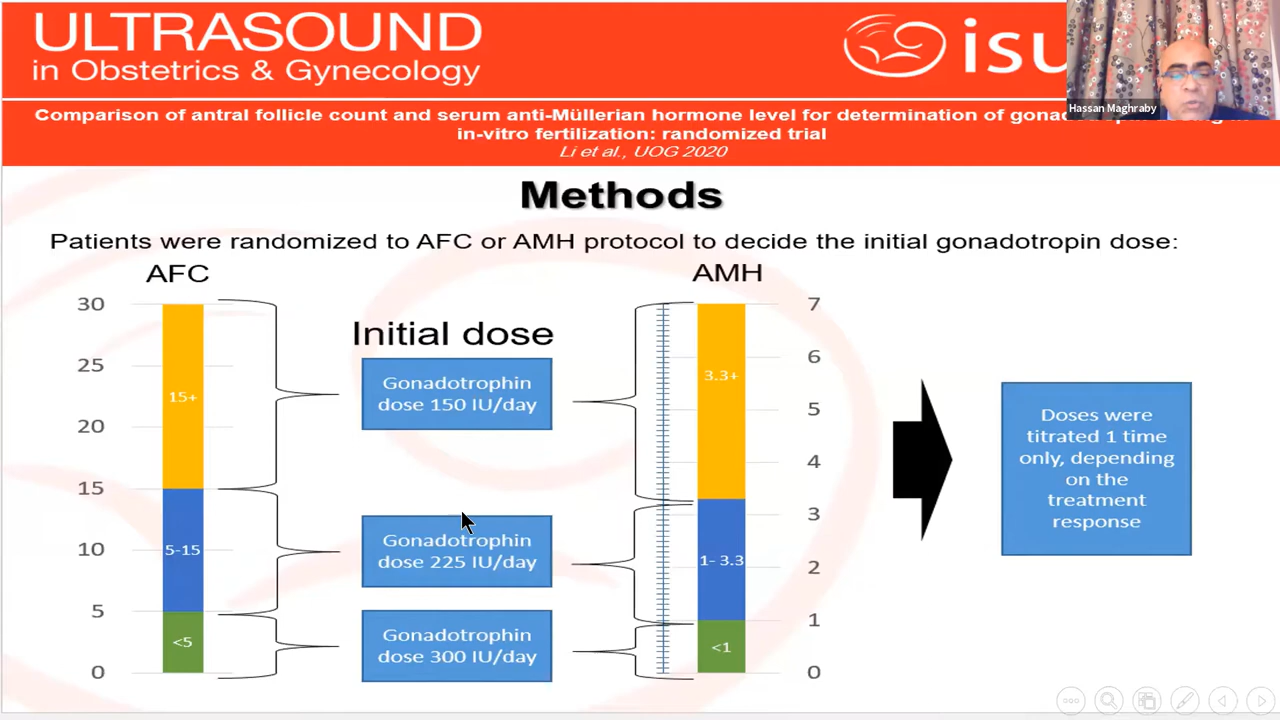 ULTRASOUND
in Obstetrics & Gynecology
isu
Hassan Maghraby
Comparison of antral follicle count and serum anti-Müllerian hormone level for determination of
in-vitro fertilization: randomized trial
Li et al., UOG 2020
Methods
Patients were randomized to AFC or AMH protocol to decide the initial gonadotropin dose:
AFC
30
25
20
15
10
5
0
15+
5-15
<5
Initial dose
Gonadotrophin
dose 150 IU/day
Gonadotrophin
dose 225 IU/day
Gonadotrophin
dose 300 IU/day
AMH
3.3+
1- 3.3
<1
7
6
5
4
3
2
1
0
Doses were
titrated 1 time
only, depending
on the
treatment
response